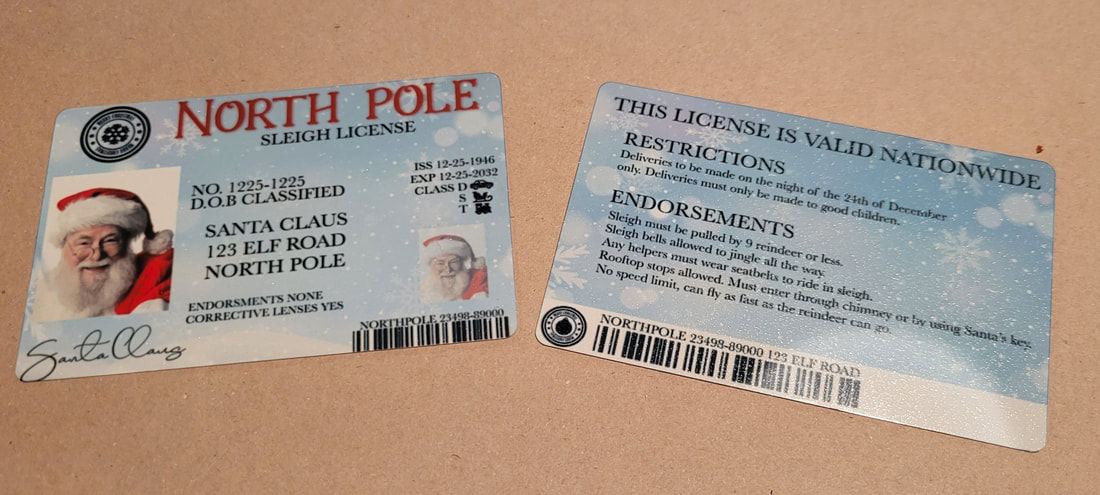 NORTH POLE
SLEIGH LICENSE
ISS 12-25-1946
EXP 12-25-2032
CLASS D
S
T
NO. 1225-1225
D.O.B CLASSIFIED
SANTA CLAUS
123 ELF ROAD
NORTH POLE
ENDORSMENTS NONE
CORRECTIVE LENSES YES
NORTHPOLE 23498-89000
Santa Claus
THIS LICENSE IS VALID NATIONWIDE
RESTRICTIONS
Deliveries to be made on the night of the 24th of December
only. Deliveries must only be made to good children.
ENDORSEMENTS
Sleigh must be pulled by 9 reindeer or less.
Sleigh bells allowed to jingle all the way.
Any helpers must wear seatbelts to ride in sleigh.
Rooftop stops allowed. Must enter through chimney or by using Santa's key.
No speed limit, can fly as fast as the reindeer can go.
NORTHPOLE 23498-89000 123 ELF ROAD